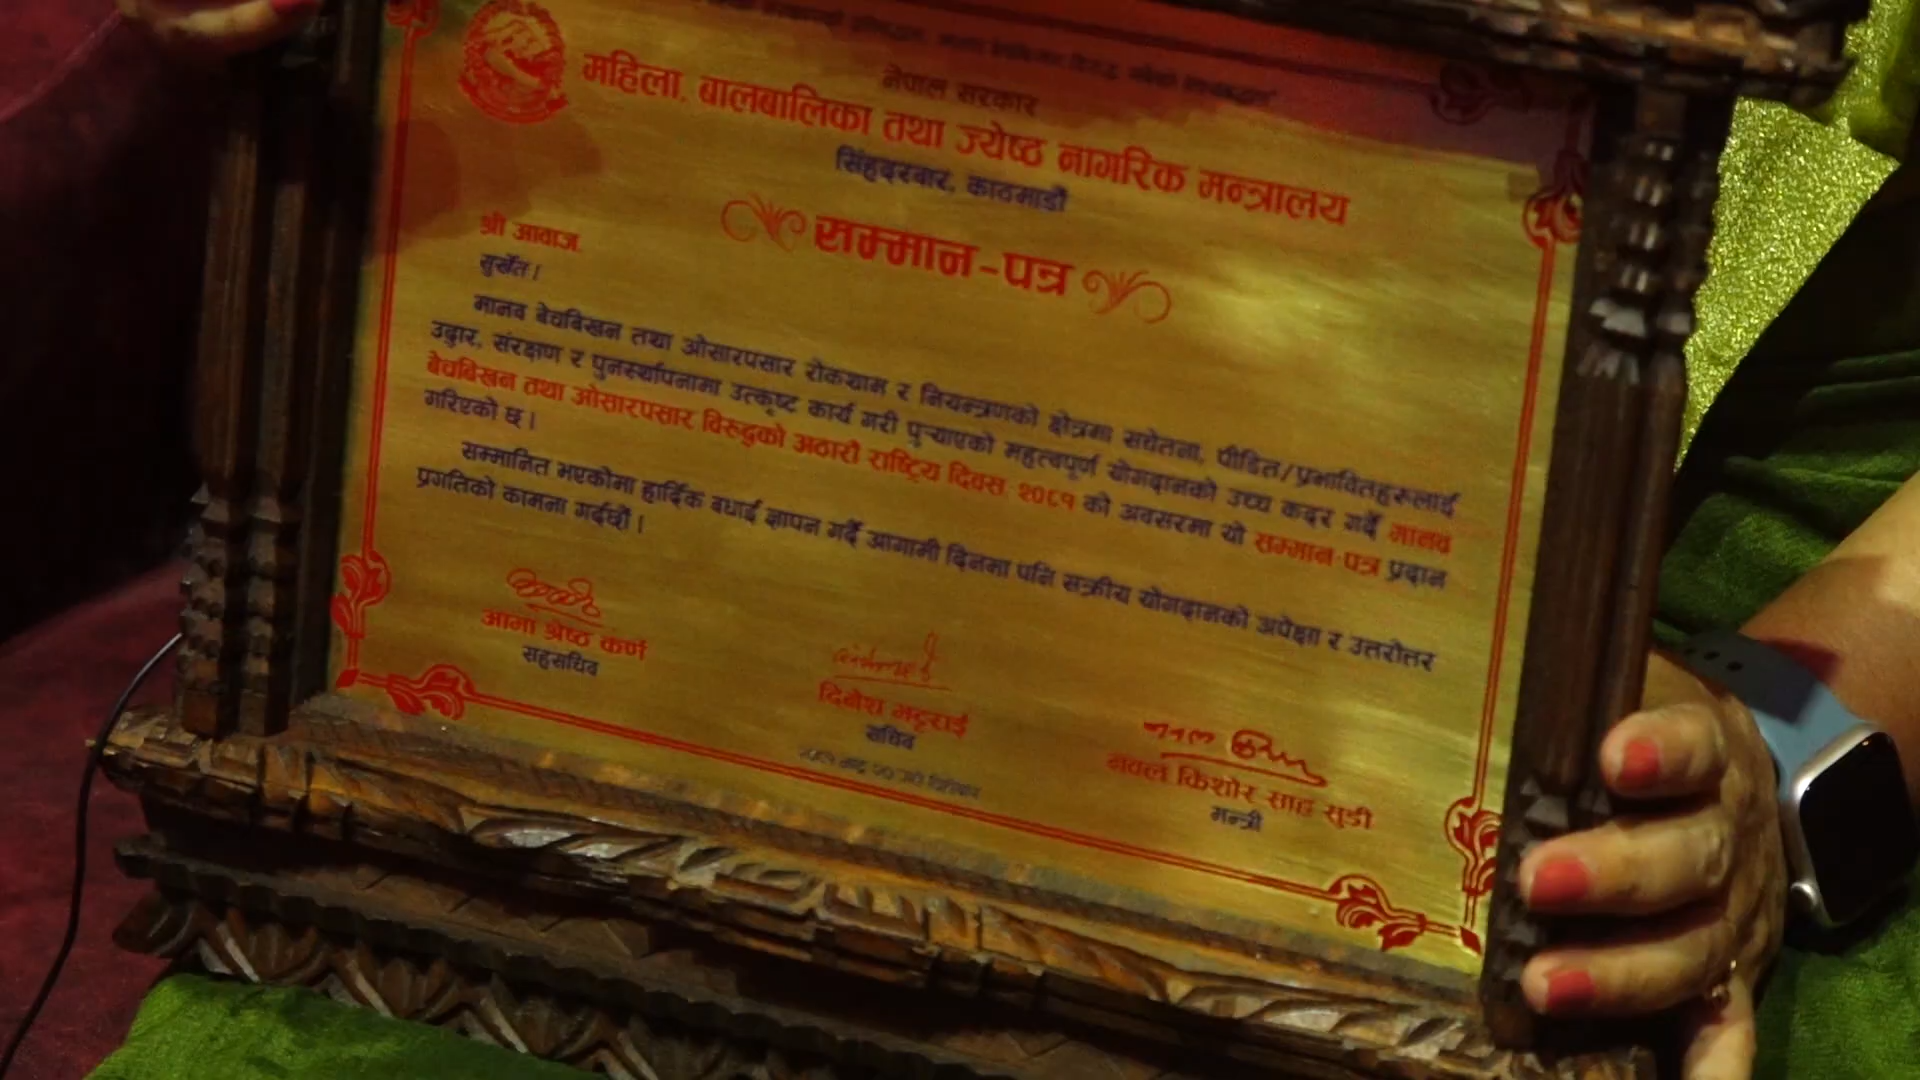 नेपाल सरकार
महिला, बालबालिका तथा ज्येष्ठ नागरिक मन्त्रालय
सिंहदरबार, काठमाडौं
सम्मान-पत्र
श्री आवाज,
सुर्खेत।
मानव बेचबिखन तथा ओसारपसार रोकथाम र नियन्त्रणको क्षेत्रमा सचेतना, पीडित/प्रभावितहरुलाई
उद्धार, संरक्षण र पुनर्स्थापनामा उत्कृष्ट कार्य गरी पुर्‍याएको महत्वपूर्ण योगदानको उच्च कदर गर्दै मानव
बेचबिखन तथा ओसारपसार विरुद्धको अठारौं राष्ट्रिय दिवस, २०८१ को अवसरमा यो सम्मान-पत्र प्रदान
गरिएको छ।
सम्मानित भएकोमा हार्दिक बधाई ज्ञापन गर्दै आगामी दिनमा पनि सक्रीय योगदानको अपेक्षा र उत्तरोत्तर
प्रगतिको कामना गर्दछौं।
आभा श्रेष्ठ कर्ण
सहसचिव
दिनेश भट्टराई
सचिव
नवल किशोर साह सुडी
मन्त्री